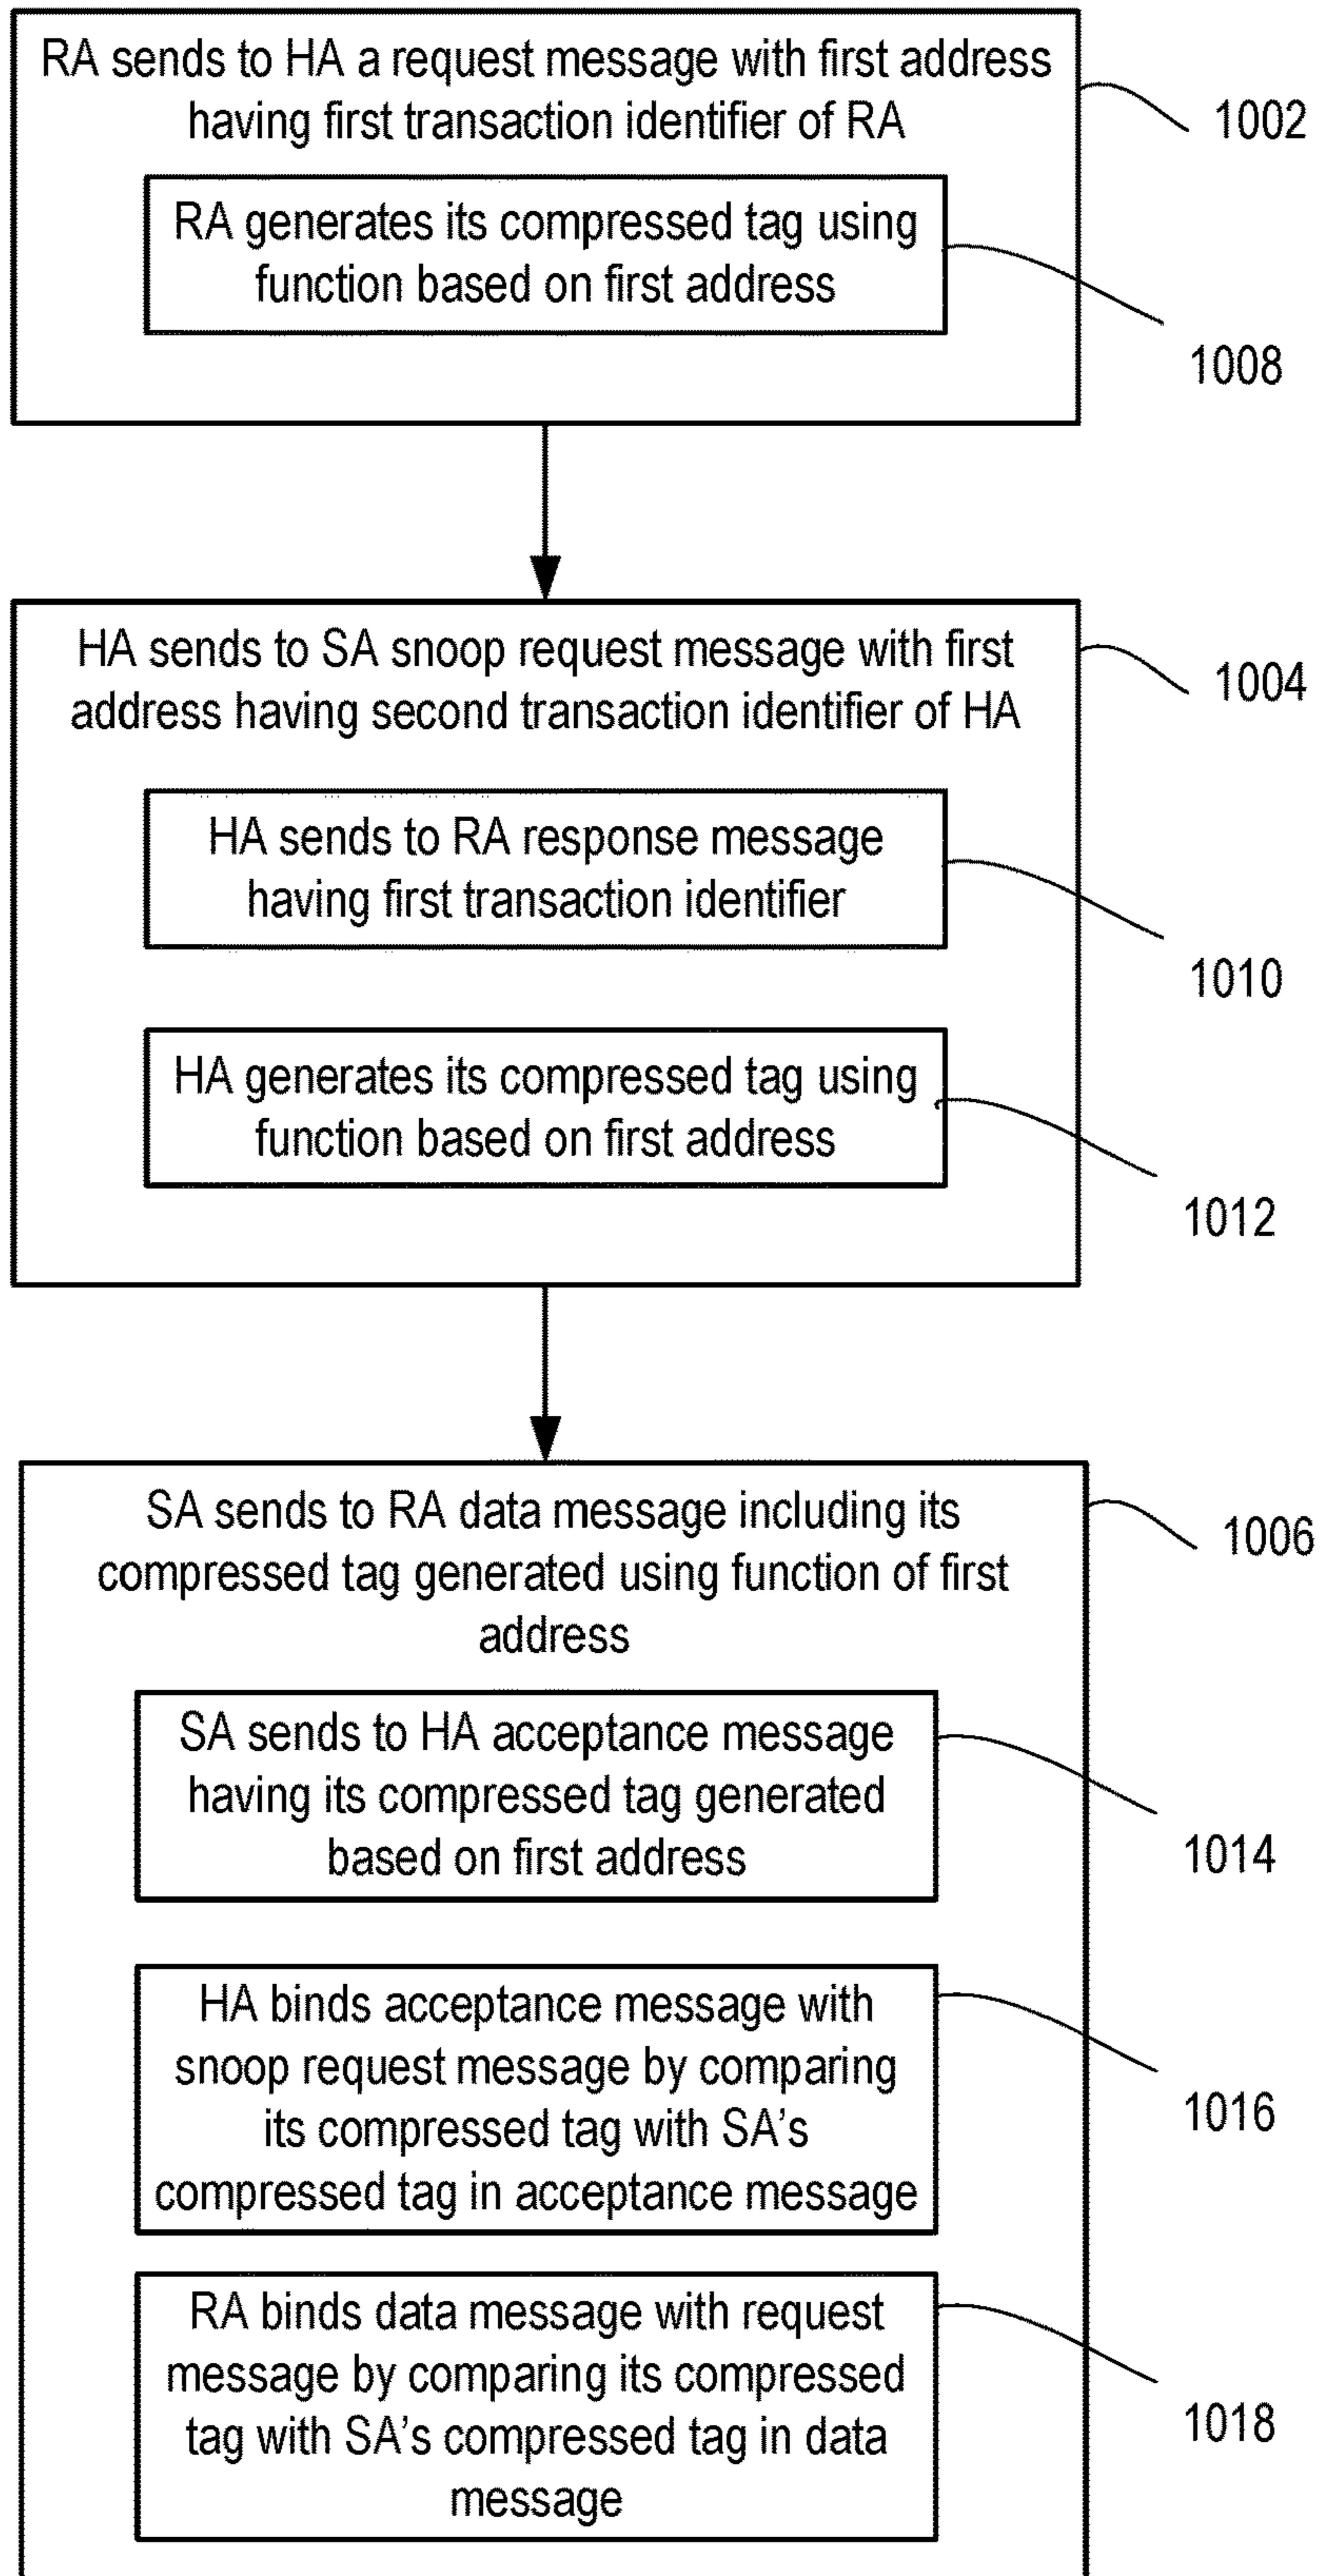 RA sends to HA a request message with first address
having first transaction identifier of RA
1002
RA generates its compressed tag using
function based on first address
1008
HA sends to SA snoop request message with first
address having second transaction identifier of HA
1004
HA sends to RA response message
having first transaction identifier
1010
HA generates its compressed tag using
function based on first address
1012
SA sends to RA data message including its
compressed tag generated using function of first
address
1006
SA sends to HA acceptance message
having its compressed tag generated
based on first address
1014
HA binds acceptance message with
snoop request message by comparing
its compressed tag with SA's
compressed tag in acceptance message
1016
RA binds data message with request
message by comparing its compressed
tag with SA's compressed tag in data
message
1018